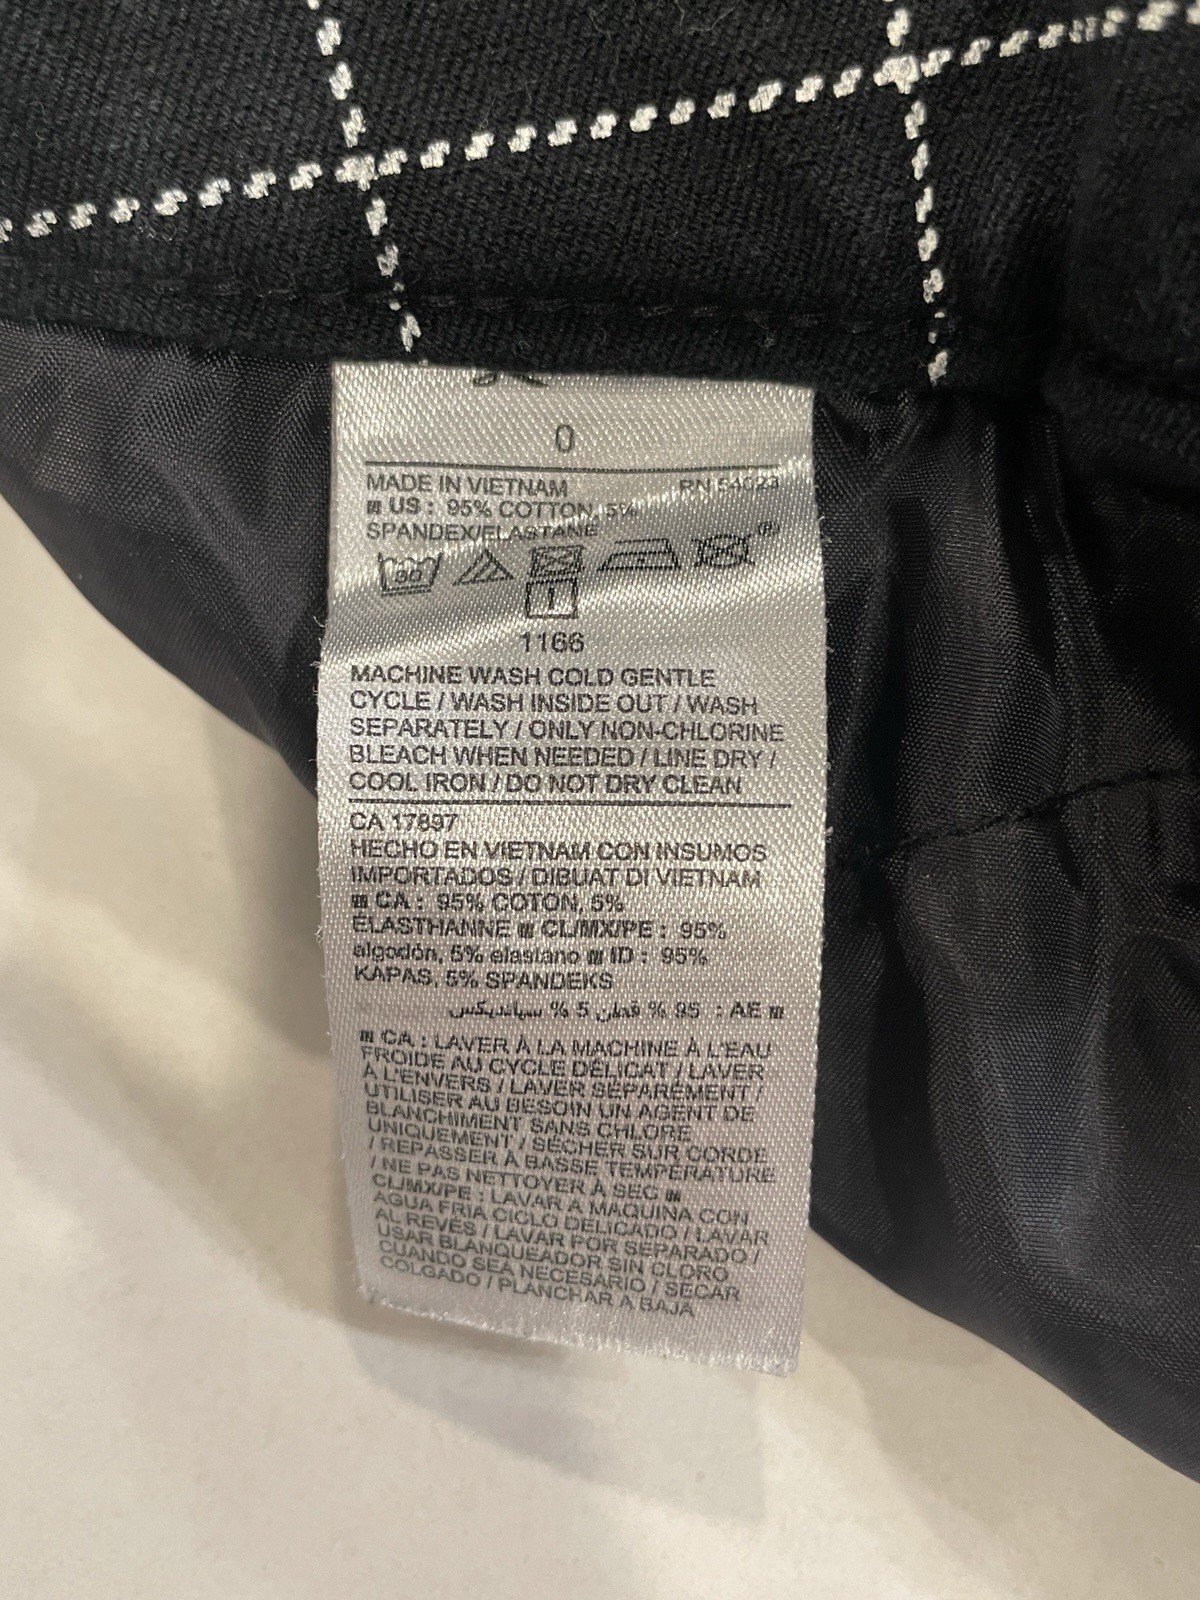 0
MADE IN VIETNAM RN 54023
US : 95% COTTON, 5%
SPANDEX/ELASTANE
30
1166
MACHINE WASH COLD GENTLE
CYCLE / WASH INSIDE OUT / WASH
SEPARATELY / ONLY NON-CHLORINE
BLEACH WHEN NEEDED / LINE DRY /
COOL IRON / DO NOT DRY CLEAN
CA 17897
HECHO EN VIETNAM CON INSUMOS
IMPORTADOS / DIBUAT DI VIETNAM
CA : 95% COTON, 5%
ÉLASTHANNE CL/MX/PE : 95%
algodón, 5% elastano ID : 95%
KAPAS, 5% SPANDEKS
AE : 95 % قطن 5 % سباندیکس
CA : LAVER À LA MACHINE À L'EAU
FROIDE AU CYCLE DÉLICAT / LAVER
À L'ENVERS / LAVER SÉPARÉMENT /
UTILISER AU BESOIN UN AGENT DE
BLANCHIMENT SANS CHLORE
UNIQUEMENT / SÉCHER SUR CORDE
/ REPASSER À BASSE TEMPÉRATURE
/ NE PAS NETTOYER À SEC
CL/MX/PE : LAVAR A MAQUINA CON
AGUA FRIA CICLO DELICADO / LAVAR
AL REVÉS / LAVAR POR SEPARADO /
USAR BLANQUEADOR SIN CLORO
CUANDO SEA NECESARIO / SECAR
COLGADO / PLANCHAR A BAJA